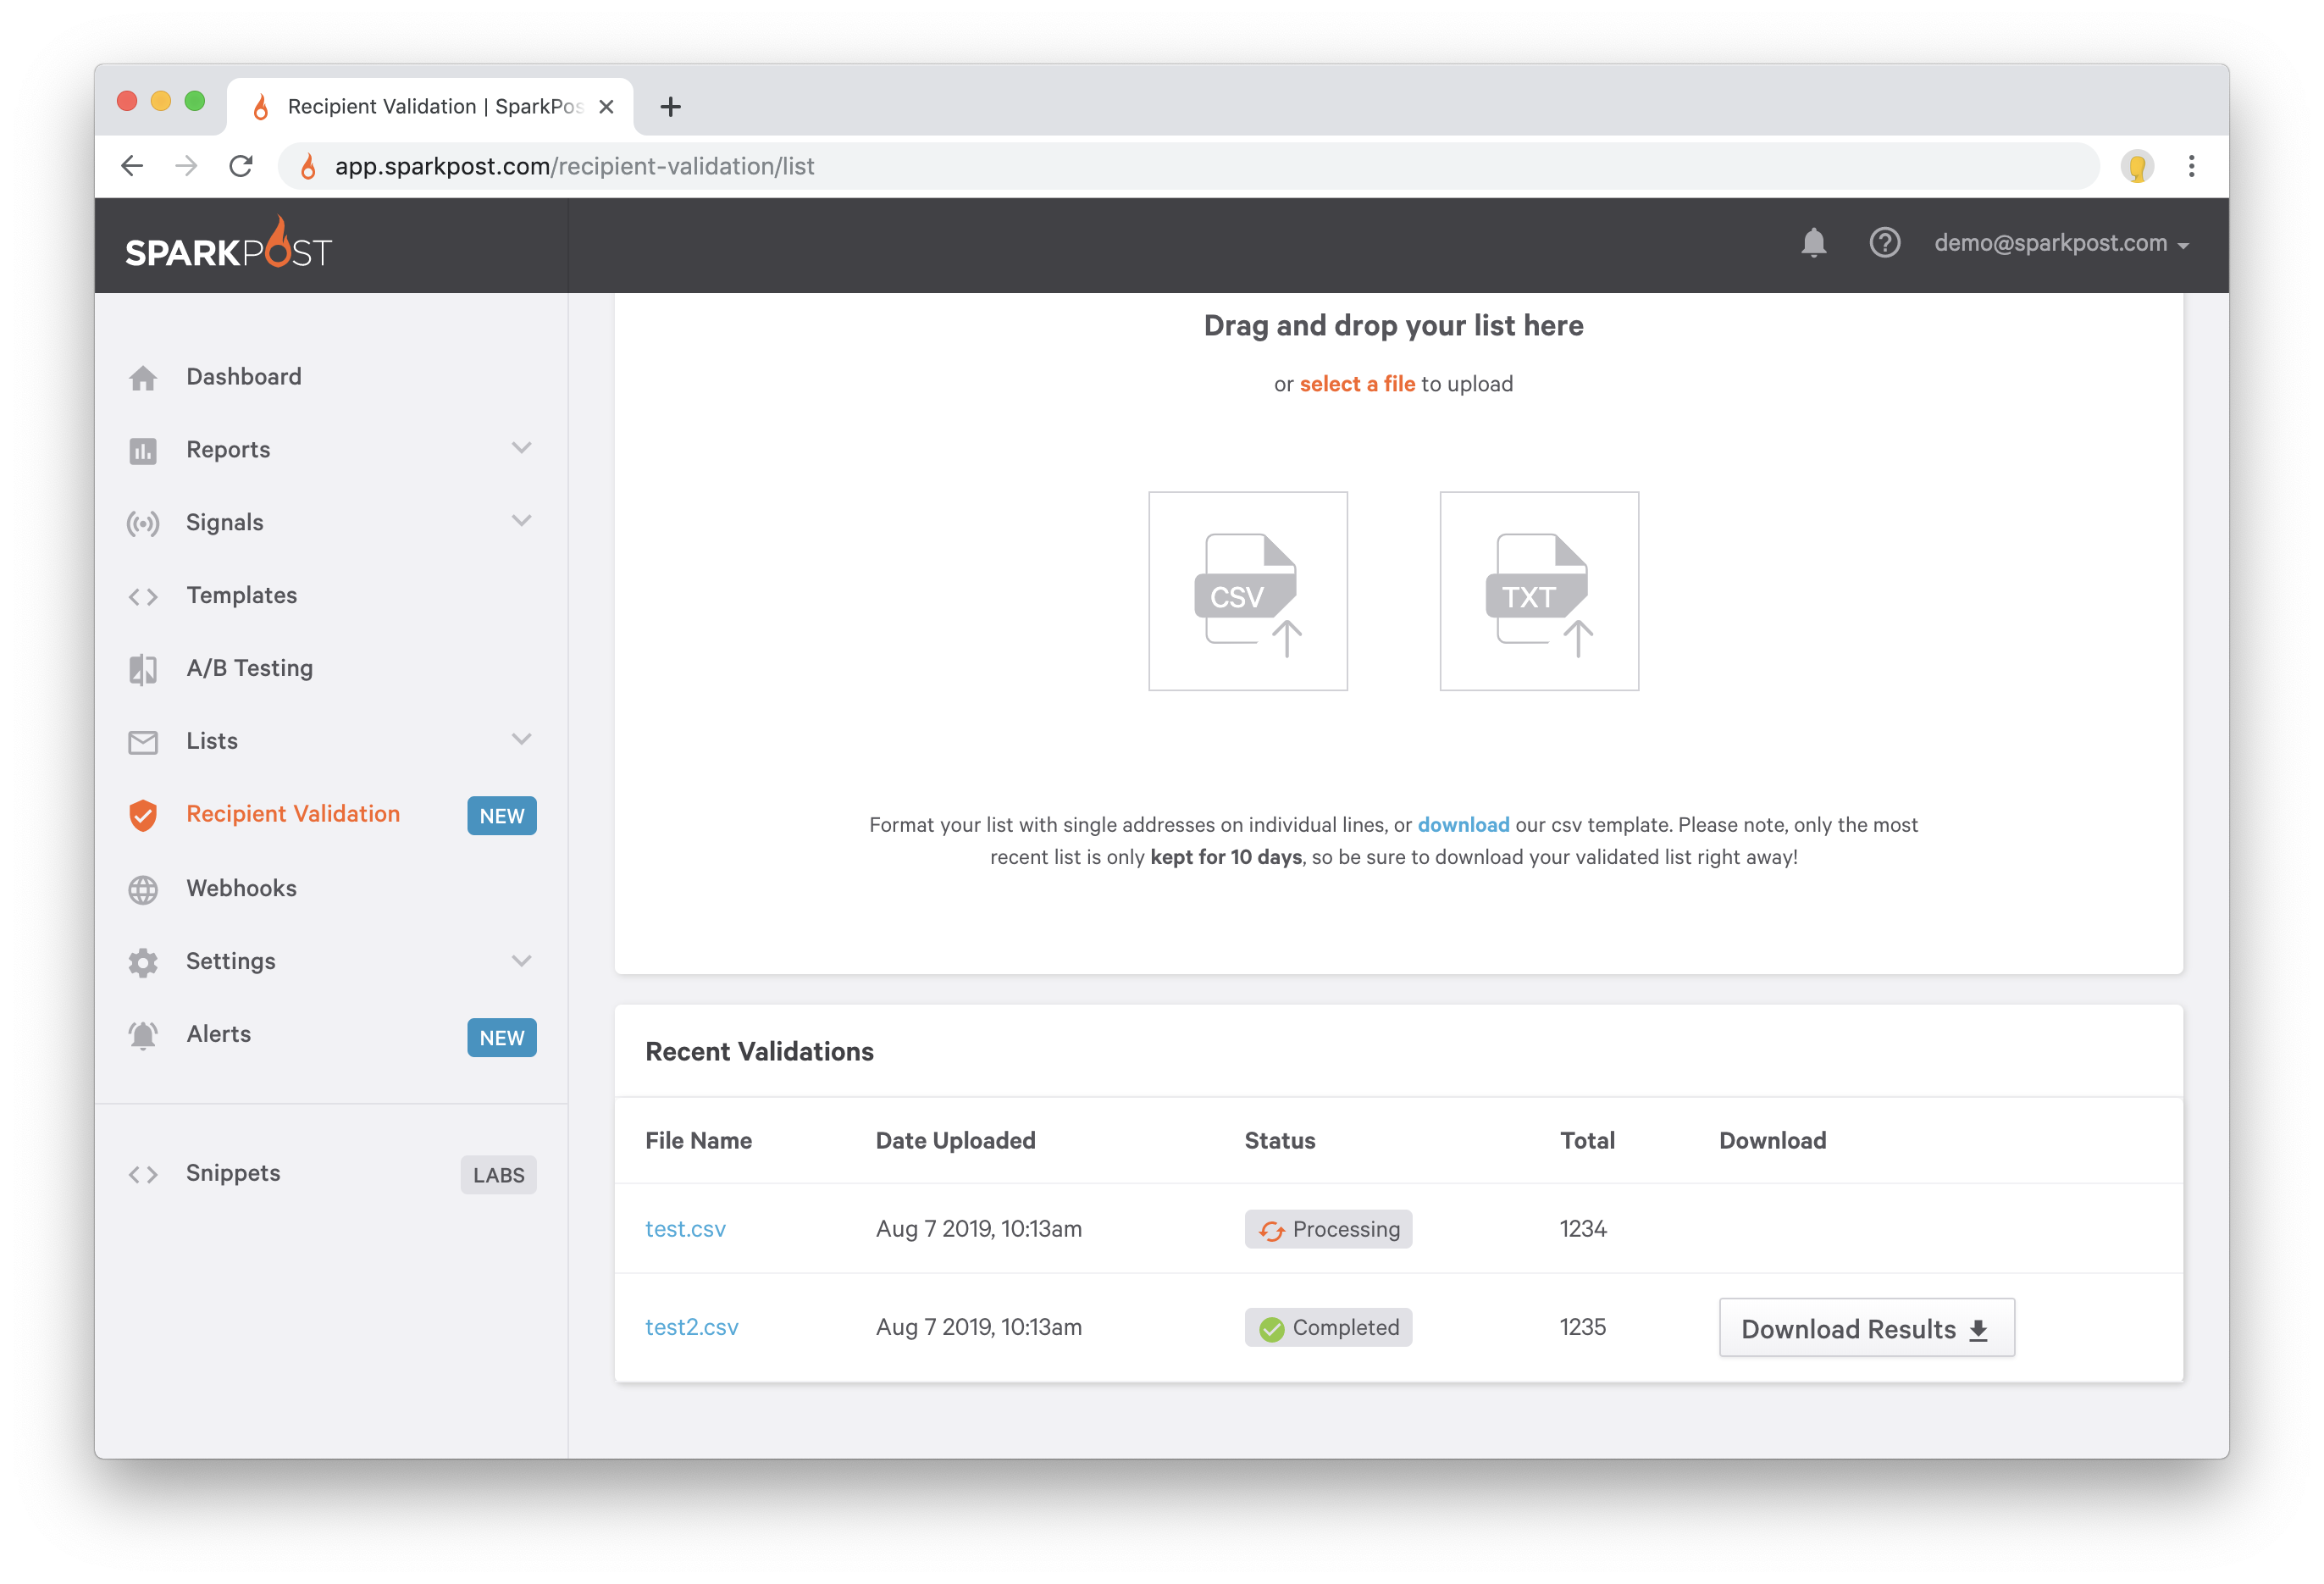 Recipient Validation | SparkPos
app.sparkpost.com/recipient-validation/list
SPARKPOST
demo@sparkpost.com
Dashboard
Reports
Signals
Templates
A/B Testing
Lists
Recipient Validation NEW
Webhooks
Settings
Alerts NEW
Snippets LABS
Drag and drop your list here
or select a file to upload
CSV TXT
Format your list with single addresses on individual lines, or download our csv template. Please note, only the most
recent list is only kept for 10 days, so be sure to download your validated list right away!
Recent Validations
File Name Date Uploaded Status Total Download
test.csv Aug 7 2019, 10:13am Processing 1234
test2.csv Aug 7 2019, 10:13am Completed 1235 Download Results